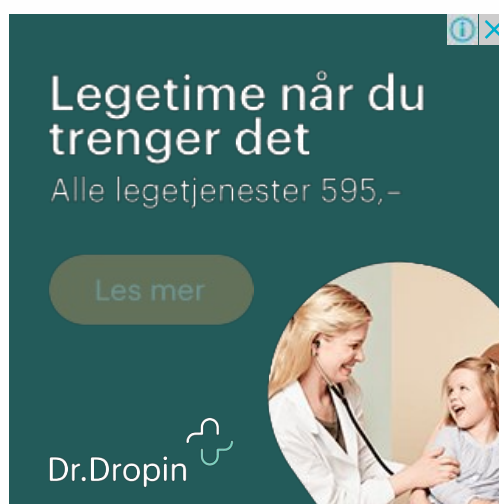 Legetime når du
trenger det
Alle legetjenester 595,–
Les mer
Dr.Dropin